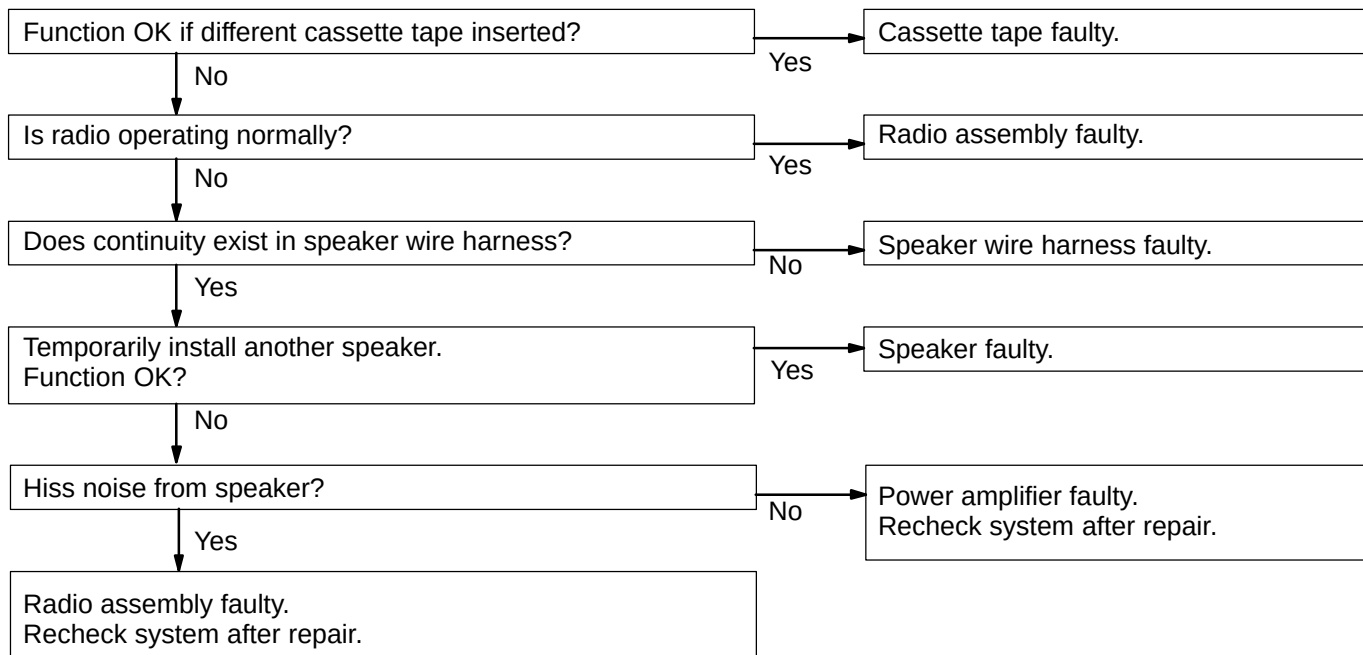 Function OK if different cassette tape inserted?
Yes
Cassette tape faulty.
No
Is radio operating normally?
Yes
Radio assembly faulty.
No
Does continuity exist in speaker wire harness?
No
Speaker wire harness faulty.
Yes
Temporarily install another speaker.
Function OK?
Yes
Speaker faulty.
No
Hiss noise from speaker?
No
Power amplifier faulty.
Recheck system after repair.
Yes
Radio assembly faulty.
Recheck system after repair.